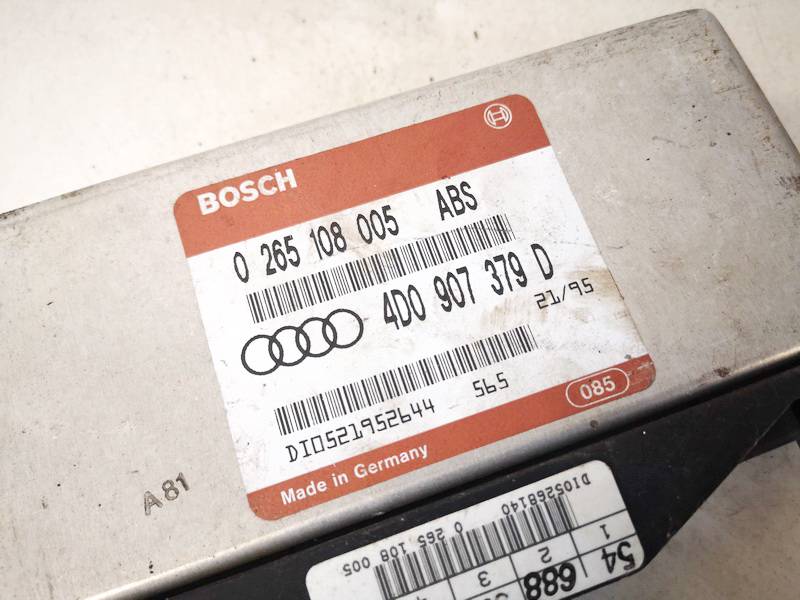 BOSCH
0 265 108 005 ABS
4D0 907 379 D
21/95
DI0521952644 565
085
Made in Germany
A 81
DI05268140
0 265 108 005
1 2 3
54 688